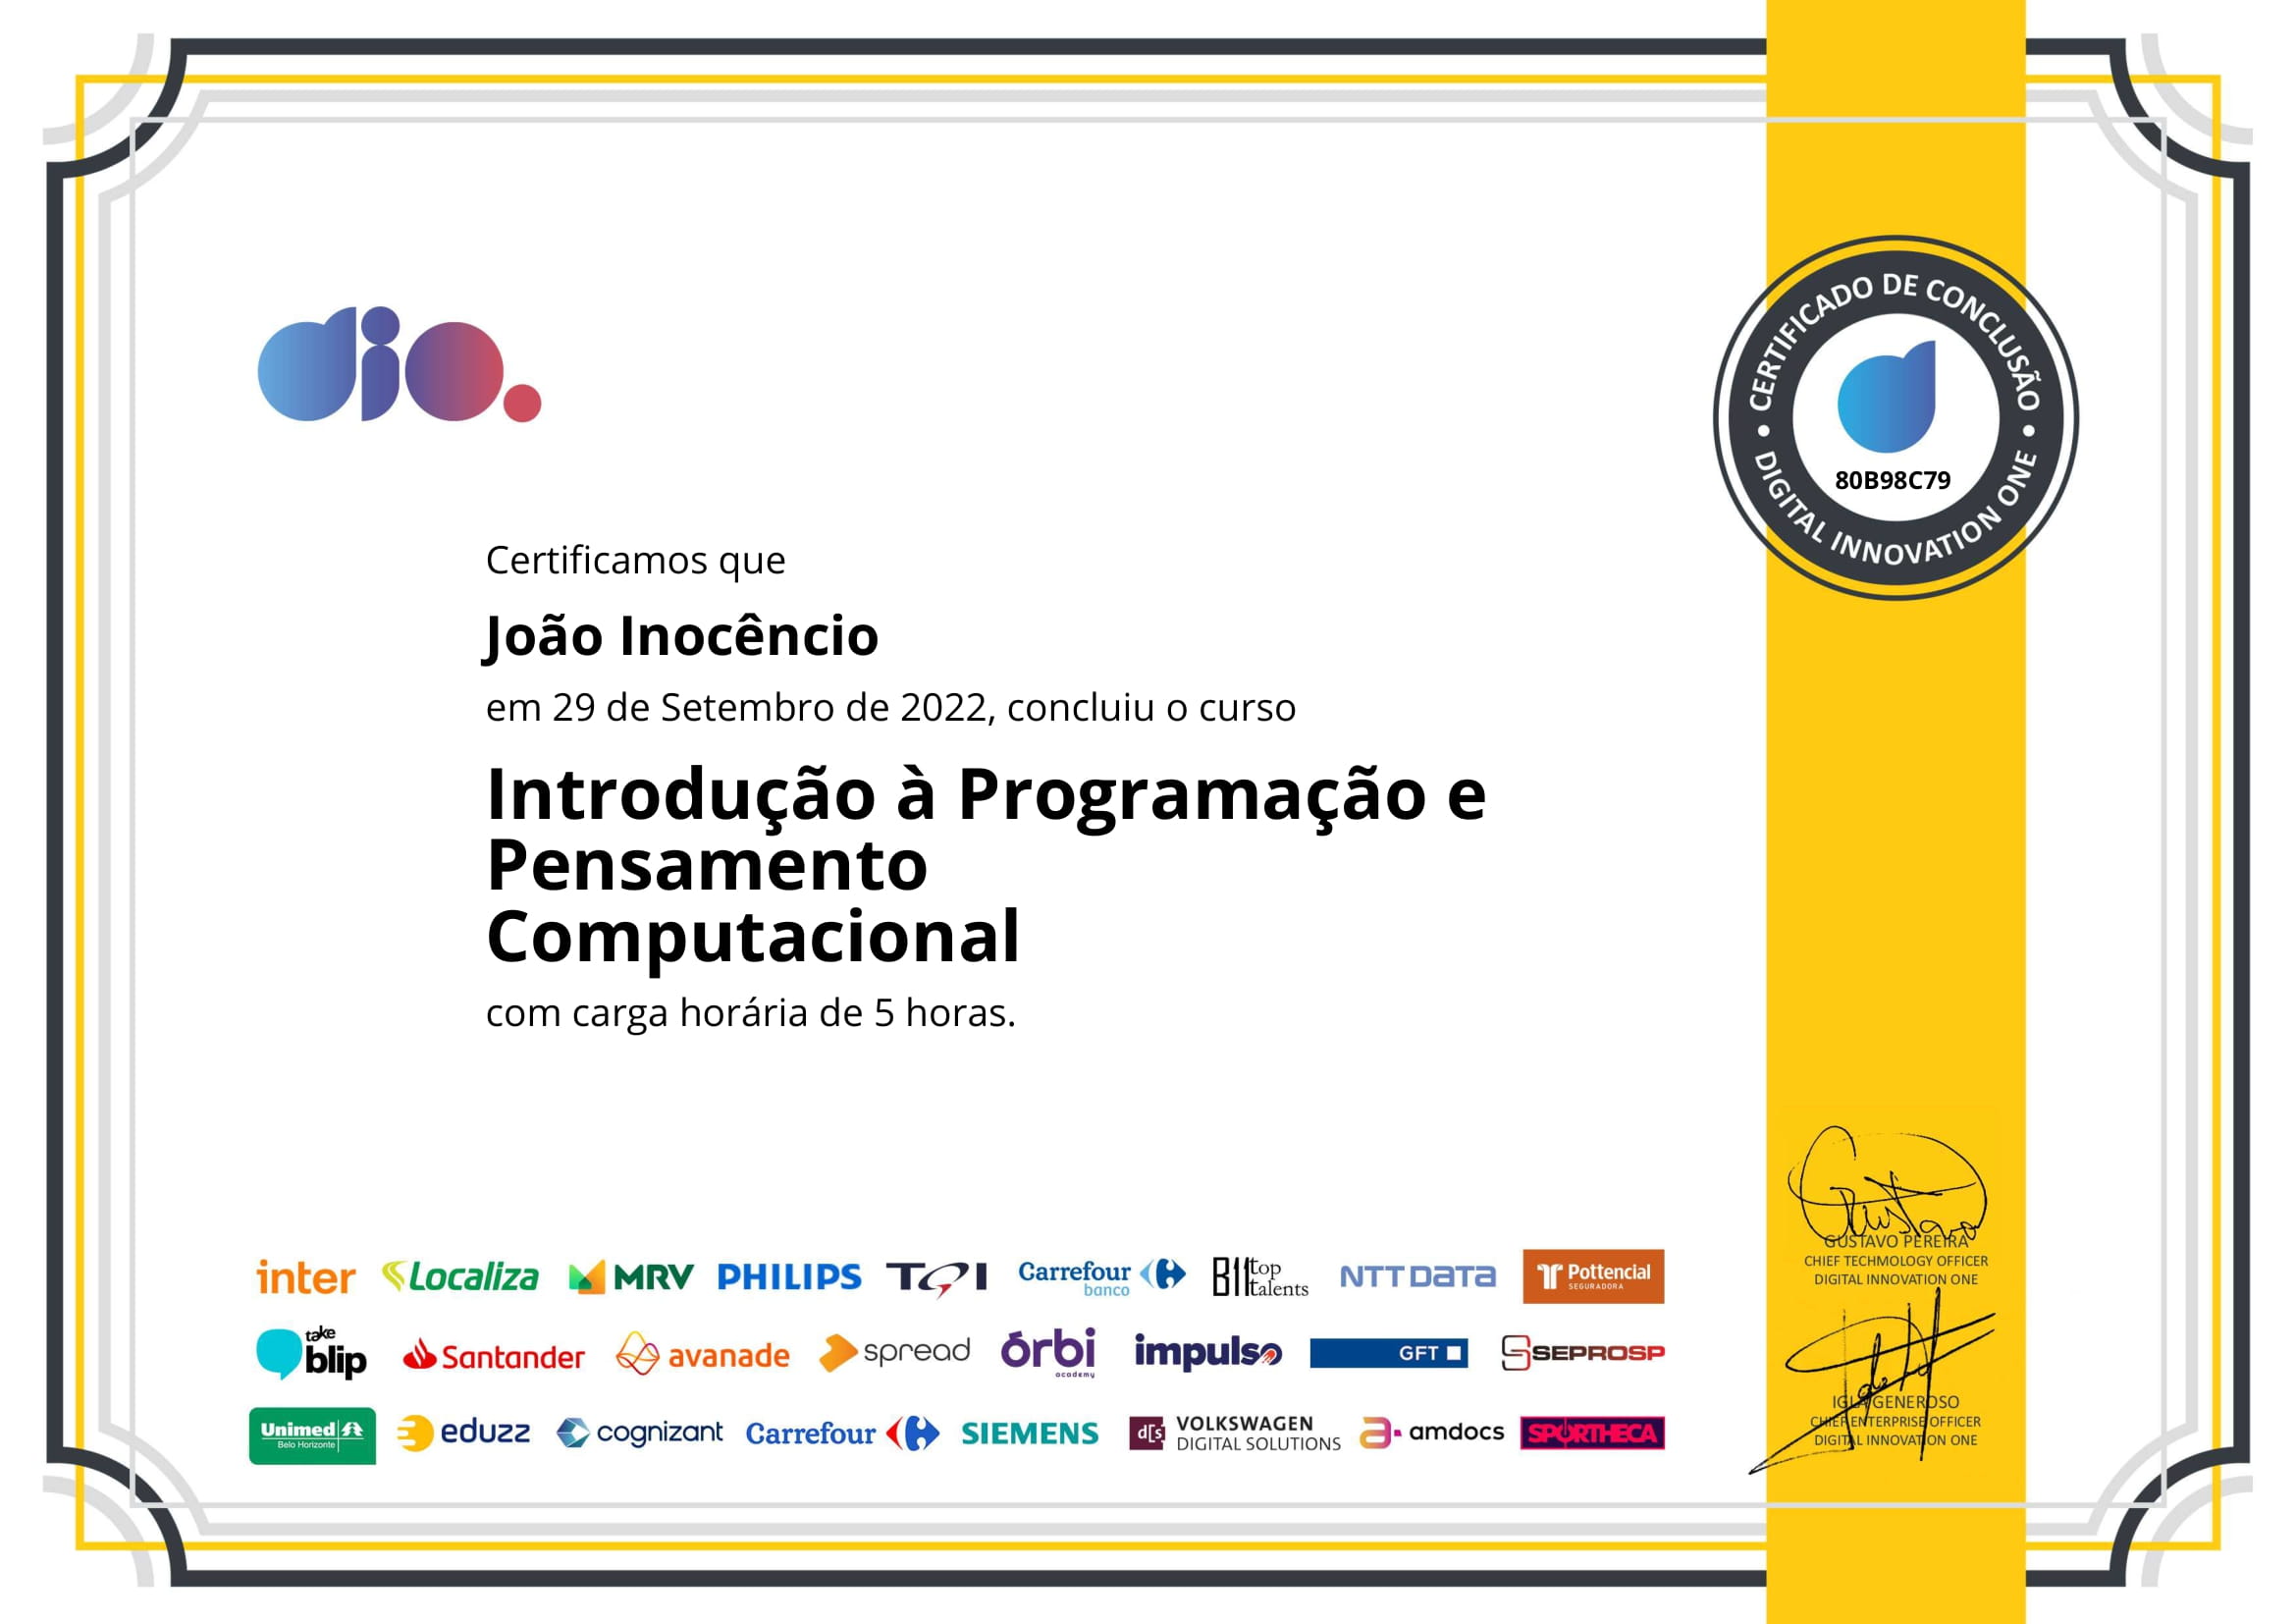 dio.
CERTIFICADO DE CONCLUSÃO
80B98C79
DIGITAL INNOVATION ONE
Certificamos que
João Inocêncio
em 29 de Setembro de 2022, concluiu o curso
Introdução à Programação e
Pensamento
Computacional
com carga horária de 5 horas.
inter Localiza MRV PHILIPS TQI Carrefour banco B11 top talents NTT DATA Pottencial SEGURADORA
take blip Santander avanade spread órbi academy impulso GFT SEPROSP
Unimed Belo Horizonte eduzz cognizant Carrefour SIEMENS d[s VOLKSWAGEN DIGITAL SOLUTIONS a amdocs SPORTHECA
GUSTAVO PEREIRA
CHIEF TECHMOLOGY OFFICER
DIGITAL INNOVATION ONE
IGLÁ GENEROSO
CHIEF ENTERPRISE OFFICER
DIGITAL INNOVATION ONE